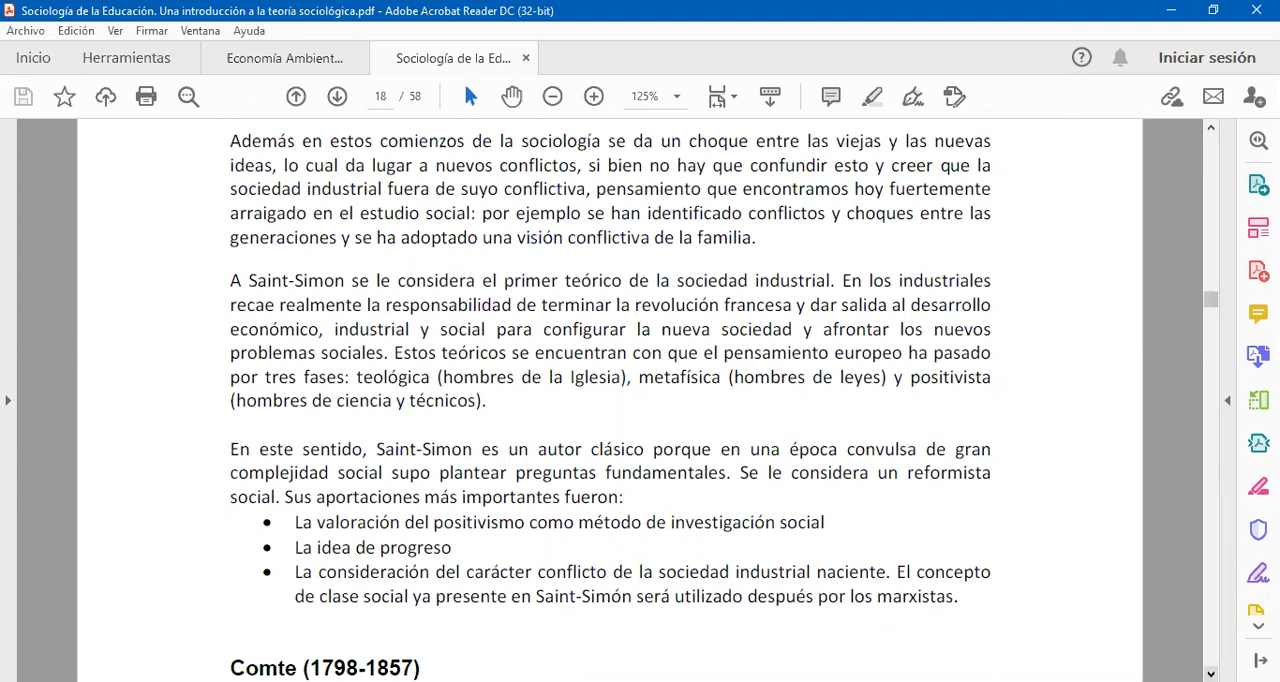 Sociología de la Educación. Una introducción a la teoría sociológica.pdf - Adobe Acrobat Reader DC (32-bit)
Archivo Edición Ver Firmar Ventana Ayuda
Inicio Herramientas Economía Ambient... Sociología de la Ed... × Iniciar sesión
18 / 58 125%
Además en estos comienzos de la sociología se da un choque entre las viejas y las nuevas
ideas, lo cual da lugar a nuevos conflictos, si bien no hay que confundir esto y creer que la
sociedad industrial fuera de suyo conflictiva, pensamiento que encontramos hoy fuertemente
arraigado en el estudio social: por ejemplo se han identificado conflictos y choques entre las
generaciones y se ha adoptado una visión conflictiva de la familia.
A Saint-Simon se le considera el primer teórico de la sociedad industrial. En los industriales
recae realmente la responsabilidad de terminar la revolución francesa y dar salida al desarrollo
económico, industrial y social para configurar la nueva sociedad y afrontar los nuevos
problemas sociales. Estos teóricos se encuentran con que el pensamiento europeo ha pasado
por tres fases: teológica (hombres de la Iglesia), metafísica (hombres de leyes) y positivista
(hombres de ciencia y técnicos).
En este sentido, Saint-Simon es un autor clásico porque en una época convulsa de gran
complejidad social supo plantear preguntas fundamentales. Se le considera un reformista
social. Sus aportaciones más importantes fueron:
• La valoración del positivismo como método de investigación social
• La idea de progreso
• La consideración del carácter conflicto de la sociedad industrial naciente. El concepto
de clase social ya presente en Saint-Simón será utilizado después por los marxistas.
Comte (1798-1857)